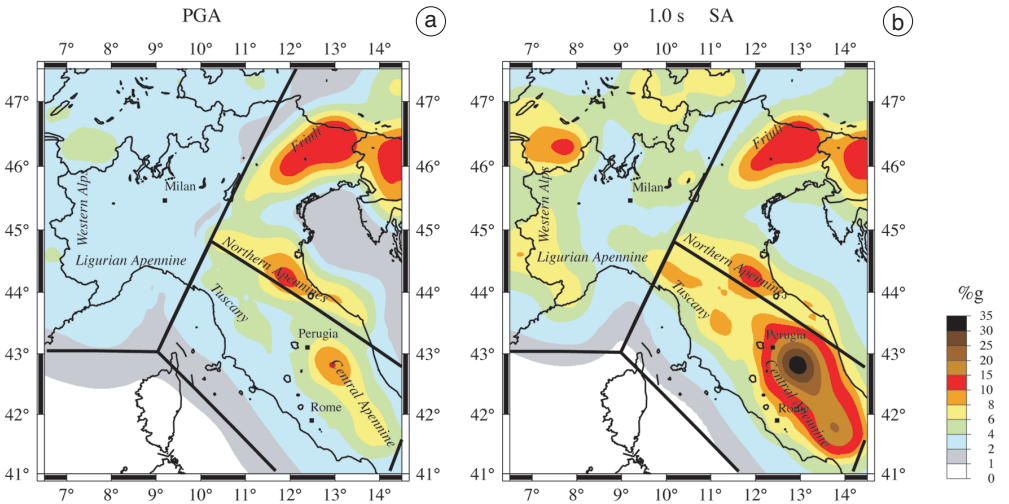 PGA
a
1.0 s SA
b
7° 8° 9° 10° 11° 12° 13° 14°
7° 8° 9° 10° 11° 12° 13° 14°
47°
46°
45°
44°
43°
42°
41°
Friuli
Milan
Western Alps
Ligurian Apennine
Northern Apennines
Tuscany
Perugia
Central Apennine
Rome
47°
46°
45°
44°
43°
42°
41°
47°
46°
45°
44°
43°
42°
41°
Friuli
Milan
Western Alps
Ligurian Apennine
Northern Apennines
Tuscany
Perugia
Central Apennine
Rome
47°
46°
45°
44°
43°
42°
41°
7° 8° 9° 10° 11° 12° 13° 14°
7° 8° 9° 10° 11° 12° 13° 14°
%g
35
30
25
20
15
10
8
6
4
2
1
0